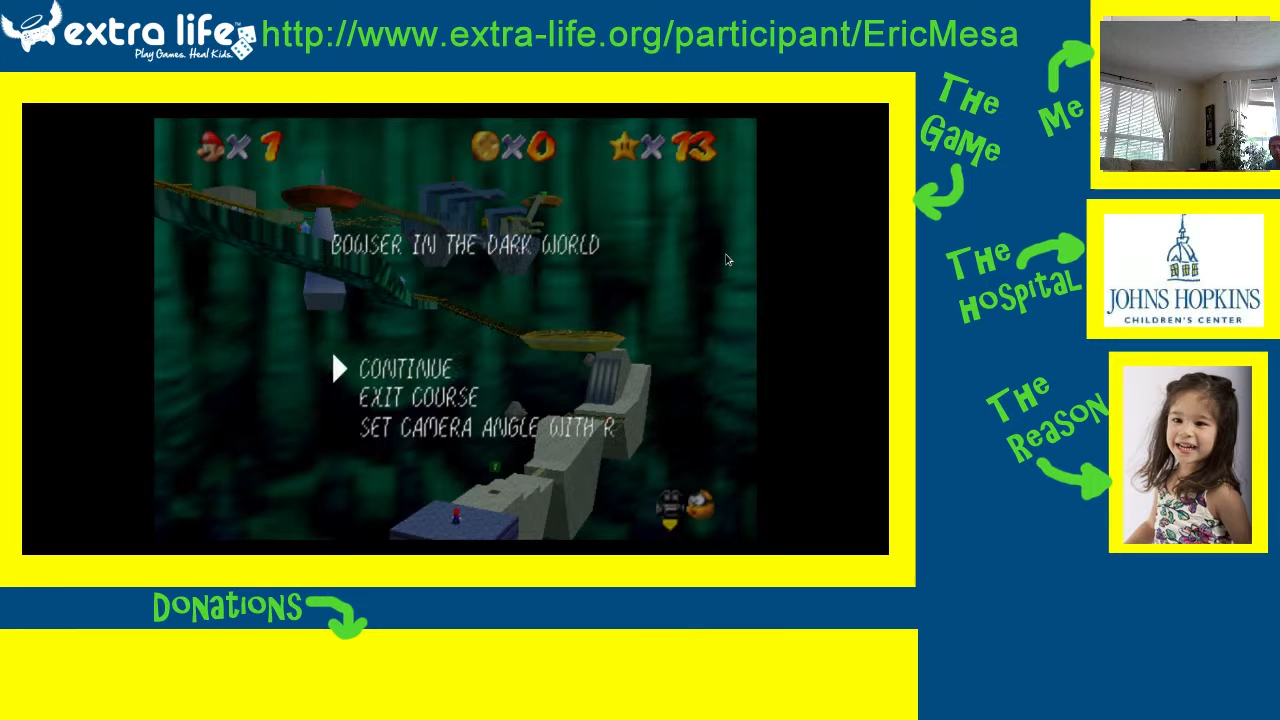 extra life
Play Games. Heal Kids.
http://www.extra-life.org/participant/EricMesa
The
Game
Me
x 1
x 0
x 13
BOWSER IN THE DARK WORLD
CONTINUE
EXIT COURSE
SET CAMERA ANGLE WITH R
The
Hospital
JOHNS HOPKINS
CHILDREN'S CENTER
The
Reason
Donations